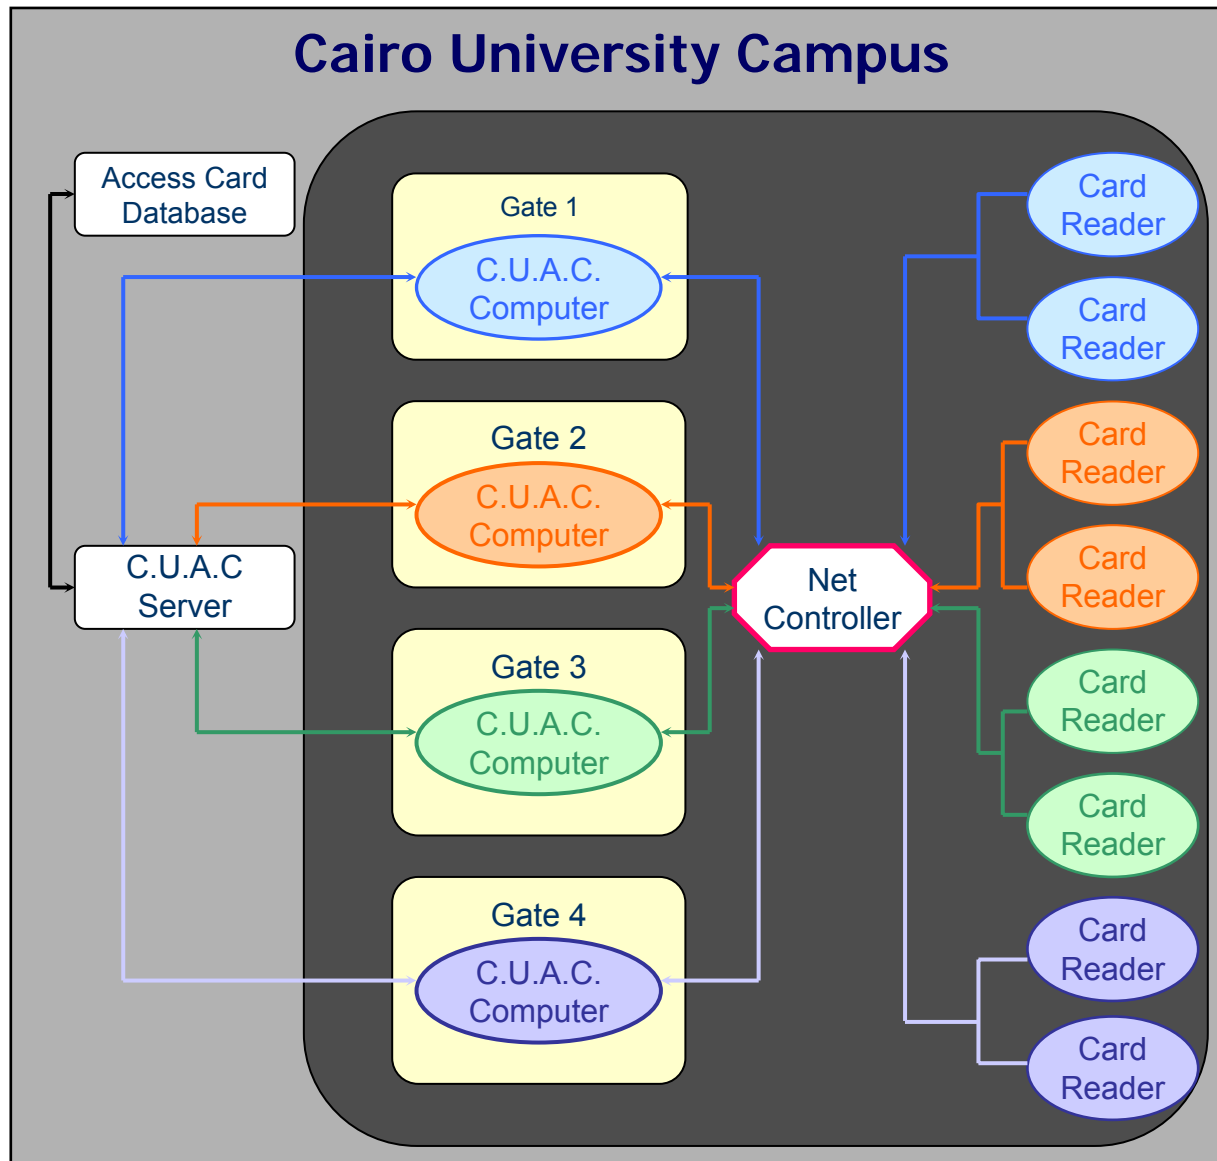 Cairo University Campus
Access Card
Database
C.U.A.C
Server
Gate 1
C.U.A.C.
Computer
Gate 2
C.U.A.C.
Computer
Gate 3
C.U.A.C.
Computer
Gate 4
C.U.A.C.
Computer
Net
Controller
Card
Reader
Card
Reader
Card
Reader
Card
Reader
Card
Reader
Card
Reader
Card
Reader
Card
Reader